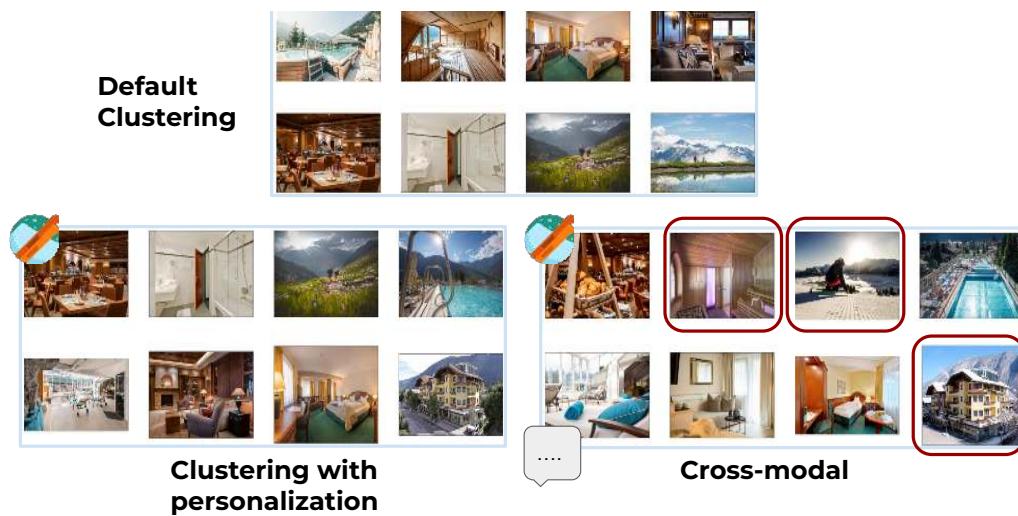 Default
Clustering
....
Clustering with
personalization
Cross-modal